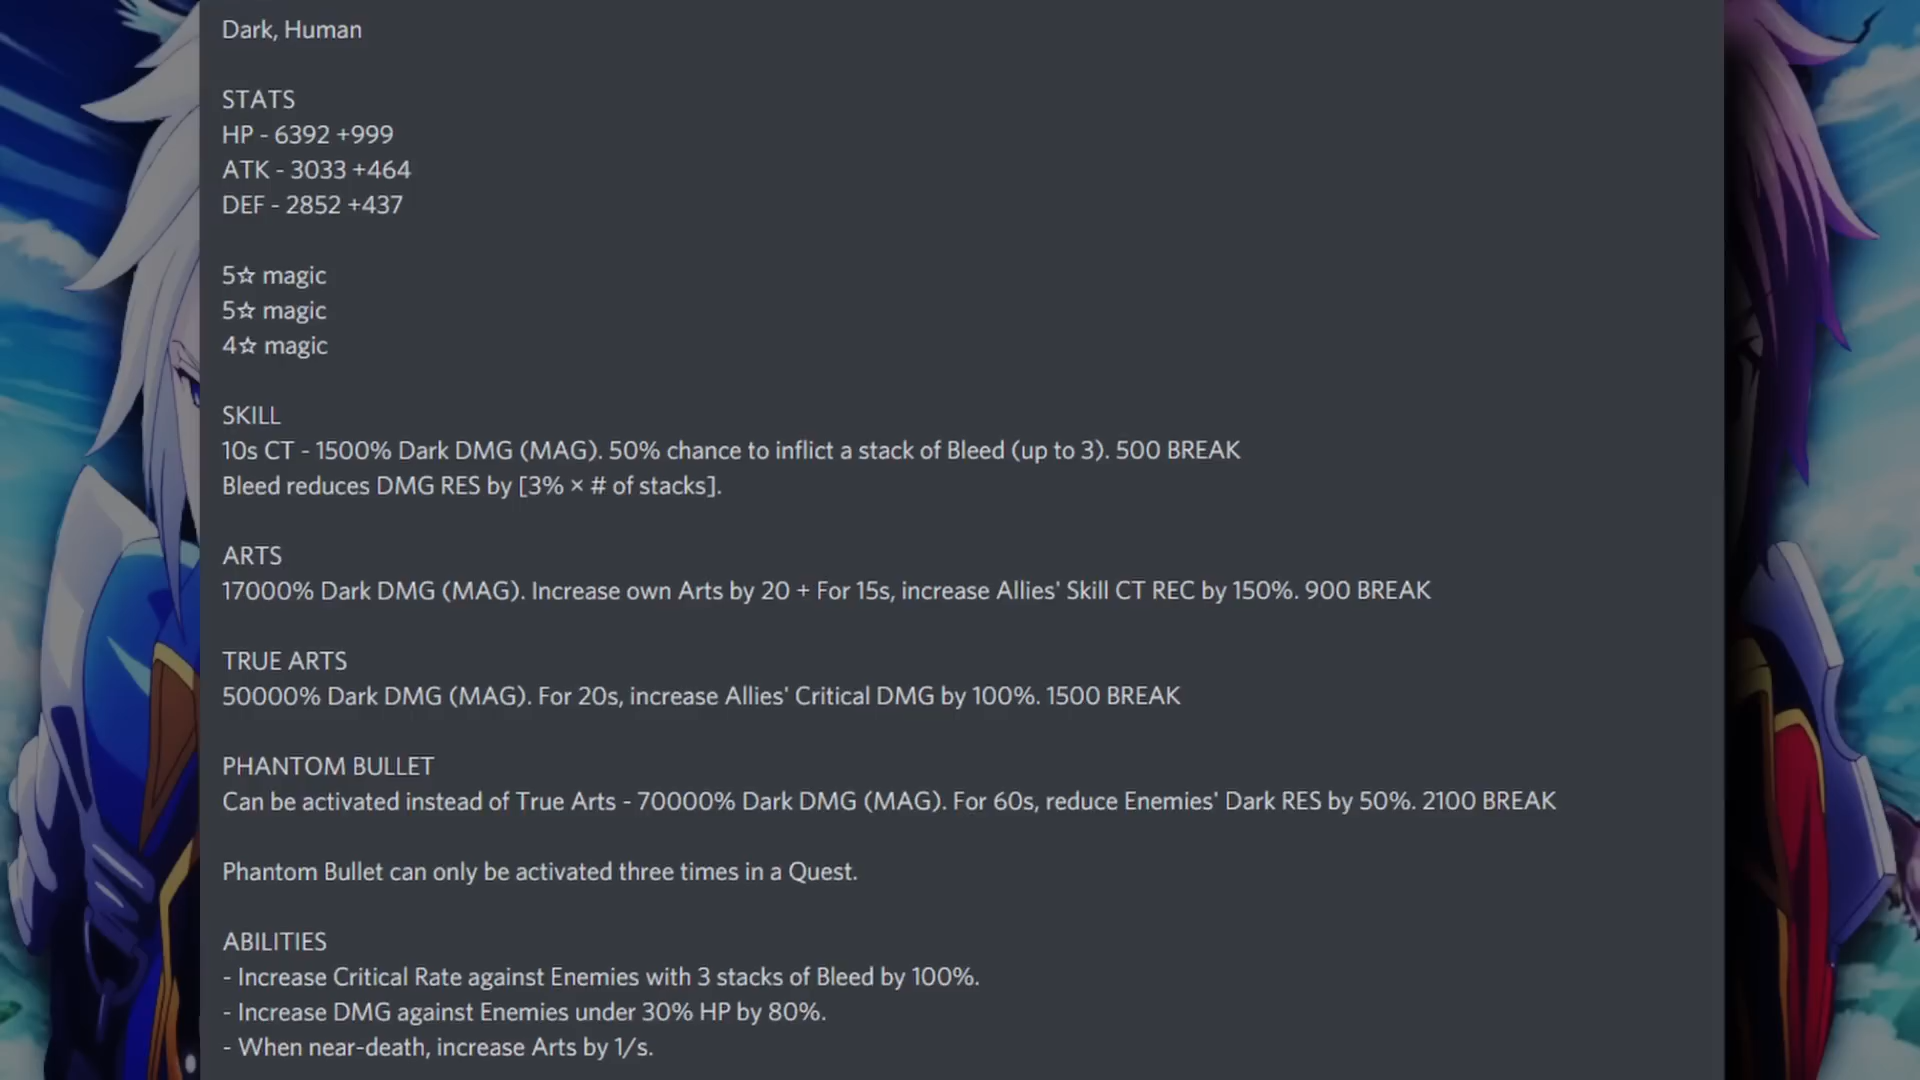 Dark, Human
STATS
HP - 6392 +999
ATK - 3033 +464
DEF - 2852 +437
5☆ magic
5☆ magic
4☆ magic
SKILL
10s CT - 1500% Dark DMG (MAG). 50% chance to inflict a stack of Bleed (up to 3). 500 BREAK
Bleed reduces DMG RES by [3% × # of stacks].
ARTS
17000% Dark DMG (MAG). Increase own Arts by 20 + For 15s, increase Allies' Skill CT REC by 150%. 900 BREAK
TRUE ARTS
50000% Dark DMG (MAG). For 20s, increase Allies' Critical DMG by 100%. 1500 BREAK
PHANTOM BULLET
Can be activated instead of True Arts - 70000% Dark DMG (MAG). For 60s, reduce Enemies' Dark RES by 50%. 2100 BREAK
Phantom Bullet can only be activated three times in a Quest.
ABILITIES
- Increase Critical Rate against Enemies with 3 stacks of Bleed by 100%.
- Increase DMG against Enemies under 30% HP by 80%.
- When near-death, increase Arts by 1/s.